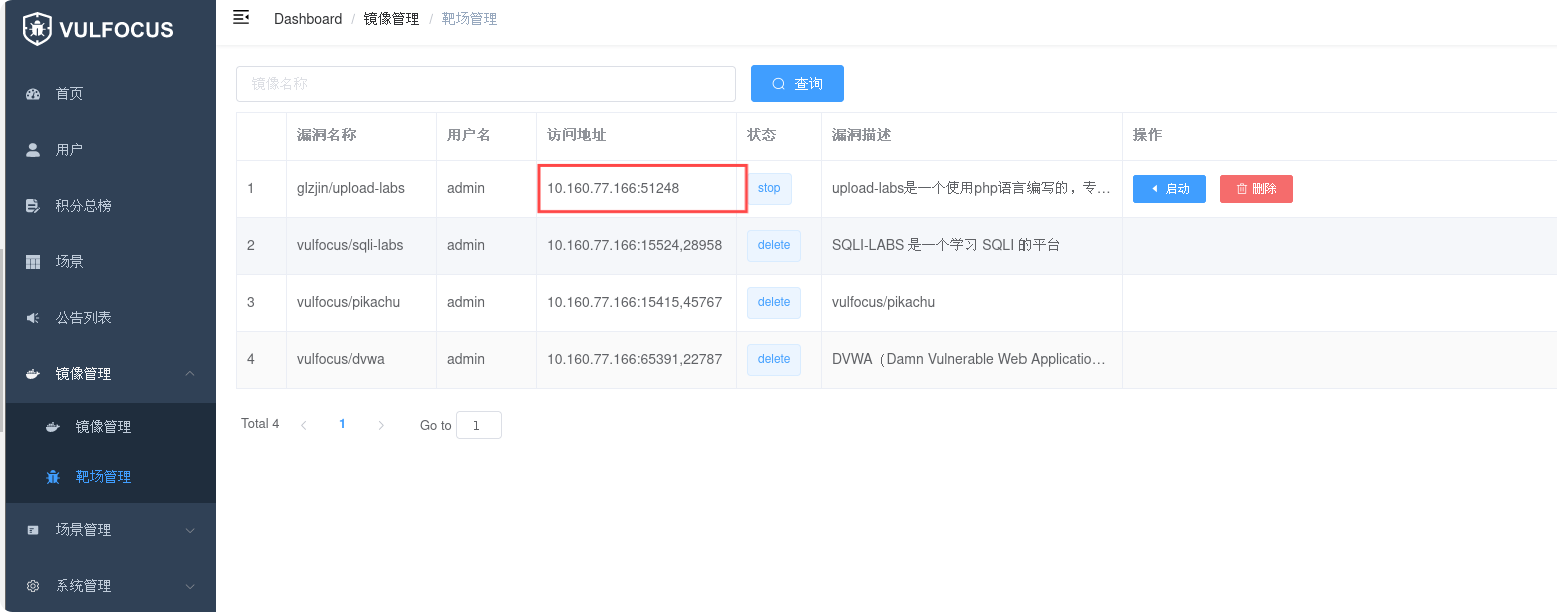 VULFOCUS
Dashboard / 镜像管理 / 靶场管理
首页
用户
积分总榜
场景
公告列表
镜像管理
镜像管理
靶场管理
场景管理
系统管理
镜像名称 查询
漏洞名称 用户名 访问地址 状态 漏洞描述 操作
1 glzjin/upload-labs admin 10.160.77.166:51248 stop upload-labs是一个使用php语言编写的，专… 启动 删除
2 vulfocus/sqli-labs admin 10.160.77.166:15524,28958 delete SQLI-LABS 是一个学习 SQLI 的平台
3 vulfocus/pikachu admin 10.160.77.166:15415,45767 delete vulfocus/pikachu
4 vulfocus/dvwa admin 10.160.77.166:65391,22787 delete DVWA（Damn Vulnerable Web Applicatio…
Total 4 1 Go to 1